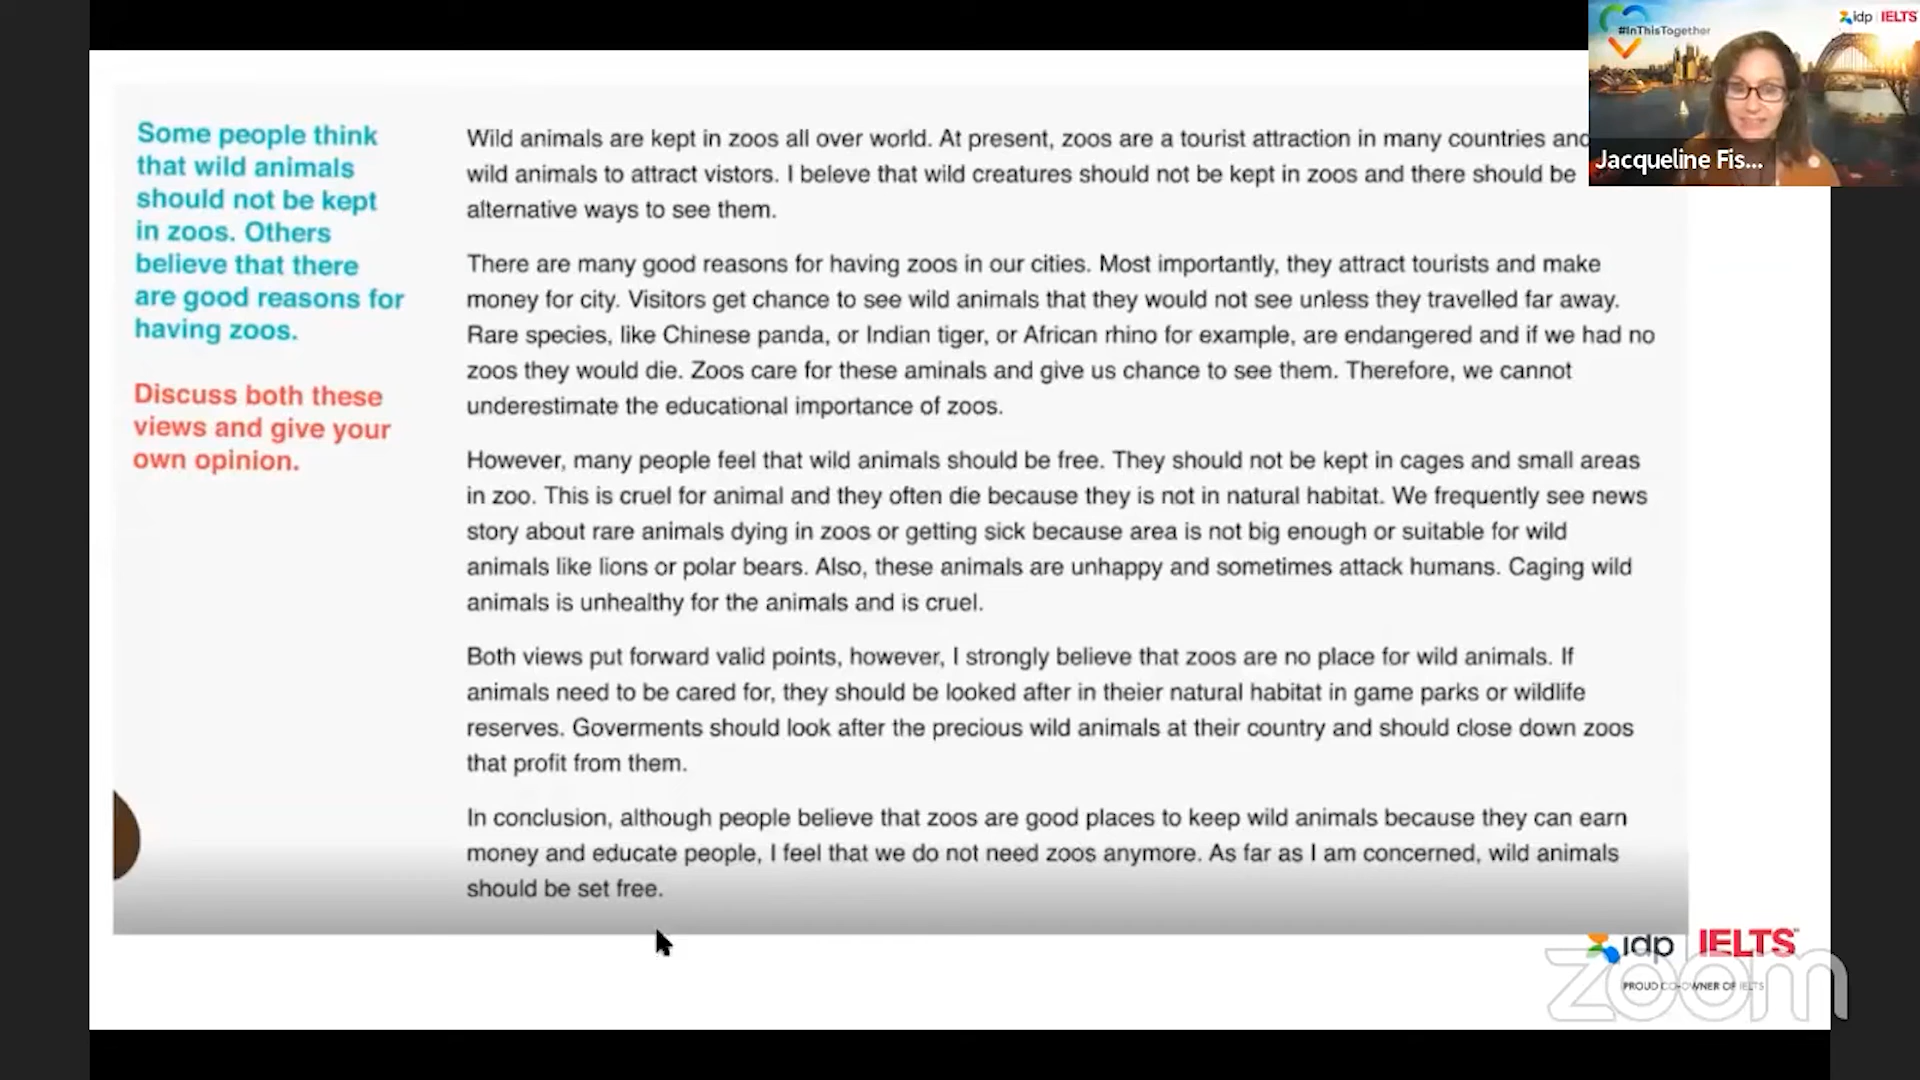 #InThisTogether
idp IELTS
Jacqueline Fis...
Some people think
that wild animals
should not be kept
in zoos. Others
believe that there
are good reasons for
having zoos.
Discuss both these
views and give your
own opinion.
Wild animals are kept in zoos all over world. At present, zoos are a tourist attraction in many countries and
wild animals to attract vistors. I beleve that wild creatures should not be kept in zoos and there should be
alternative ways to see them.
There are many good reasons for having zoos in our cities. Most importantly, they attract tourists and make
money for city. Visitors get chance to see wild animals that they would not see unless they travelled far away.
Rare species, like Chinese panda, or Indian tiger, or African rhino for example, are endangered and if we had no
zoos they would die. Zoos care for these aminals and give us chance to see them. Therefore, we cannot
underestimate the educational importance of zoos.
However, many people feel that wild animals should be free. They should not be kept in cages and small areas
in zoo. This is cruel for animal and they often die because they is not in natural habitat. We frequently see news
story about rare animals dying in zoos or getting sick because area is not big enough or suitable for wild
animals like lions or polar bears. Also, these animals are unhappy and sometimes attack humans. Caging wild
animals is unhealthy for the animals and is cruel.
Both views put forward valid points, however, I strongly believe that zoos are no place for wild animals. If
animals need to be cared for, they should be looked after in theier natural habitat in game parks or wildlife
reserves. Goverments should look after the precious wild animals at their country and should close down zoos
that profit from them.
In conclusion, although people believe that zoos are good places to keep wild animals because they can earn
money and educate people, I feel that we do not need zoos anymore. As far as I am concerned, wild animals
should be set free.
idp IELTS
PROUD CO-OWNER OF IELTS
zoom